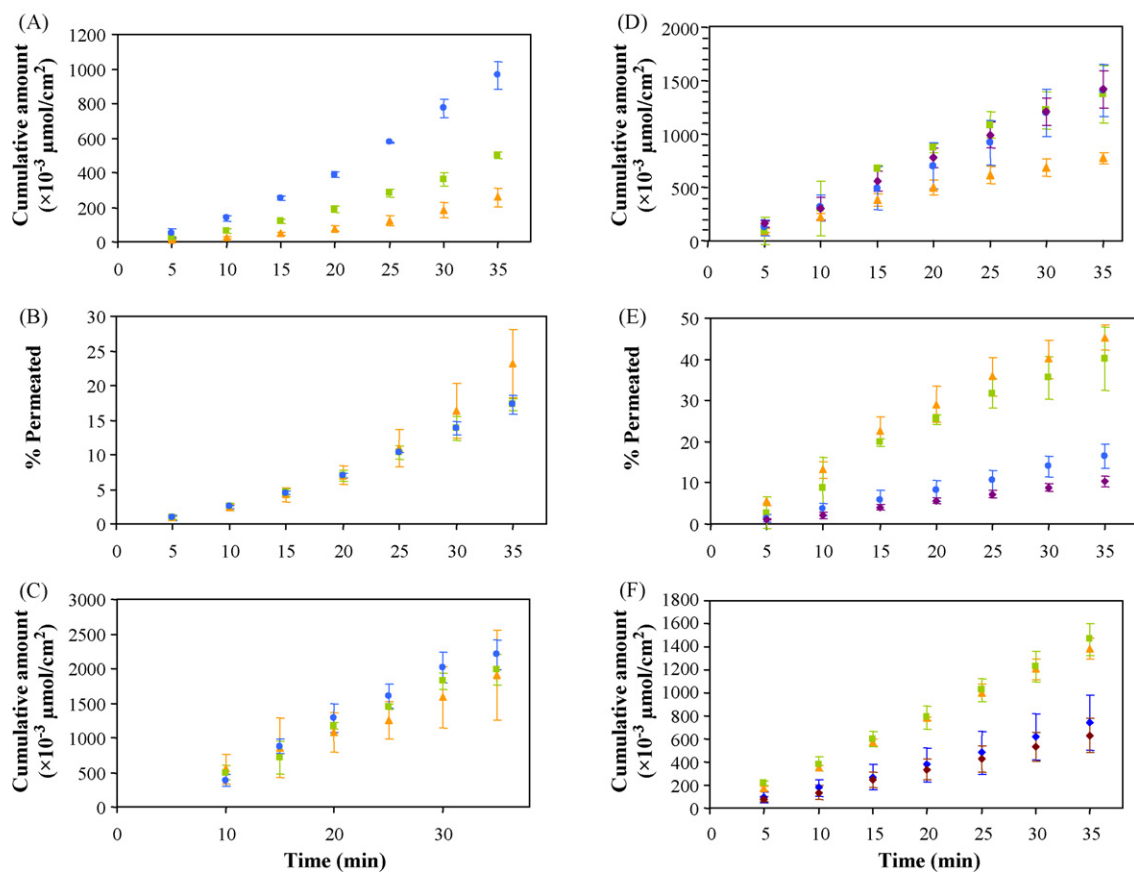 (A)
Cumulative amount
(×10⁻³ μmol/cm²)
1200
1000
800
600
400
200
0
0 5 10 15 20 25 30 35
(B)
% Permeated
30
25
20
15
10
5
0
0 5 10 15 20 25 30 35
(C)
Cumulative amount
(×10⁻³ μmol/cm²)
3000
2500
2000
1500
1000
500
0
0 10 20 30
Time (min)
(D)
Cumulative amount
(×10⁻³ μmol/cm²)
2000
1500
1000
500
0
0 5 10 15 20 25 30 35
(E)
% Permeated
50
40
30
20
10
0
0 5 10 15 20 25 30 35
(F)
Cumulative amount
(×10⁻³ μmol/cm²)
1800
1600
1400
1200
1000
800
600
400
200
0
0 5 10 15 20 25 30 35
Time (min)